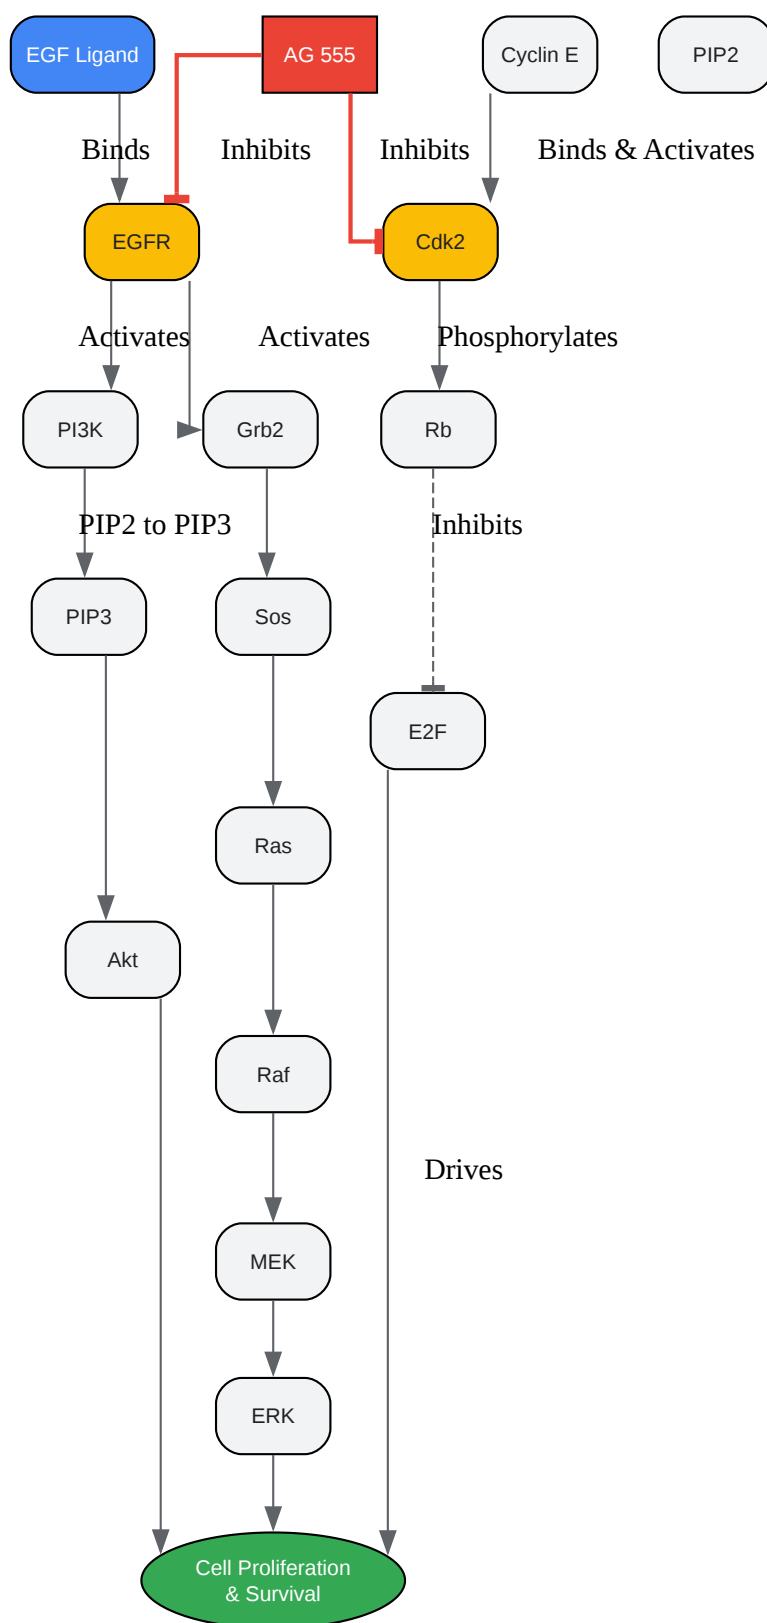 EGF Ligand
AG 555
Cyclin E
PIP2
Binds
Inhibits
Inhibits
Binds & Activates
EGFR
Cdk2
Activates
Activates
Phosphorylates
PI3K
Grb2
Rb
PIP2 to PIP3
Inhibits
PIP3
Sos
E2F
Ras
Akt
Raf
Drives
MEK
ERK
Cell Proliferation
& Survival